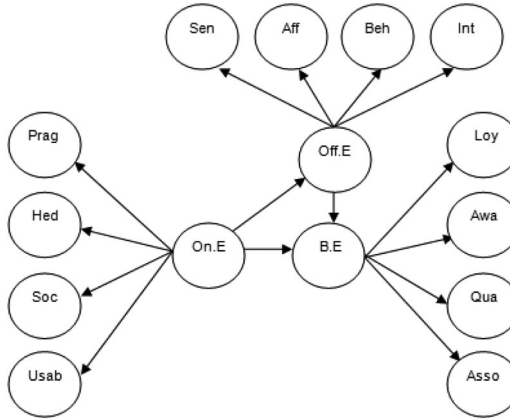 Sen Aff Beh Int
Prag Off.E Loy
Hed On.E B.E Awa
Soc Qua
Usab Asso